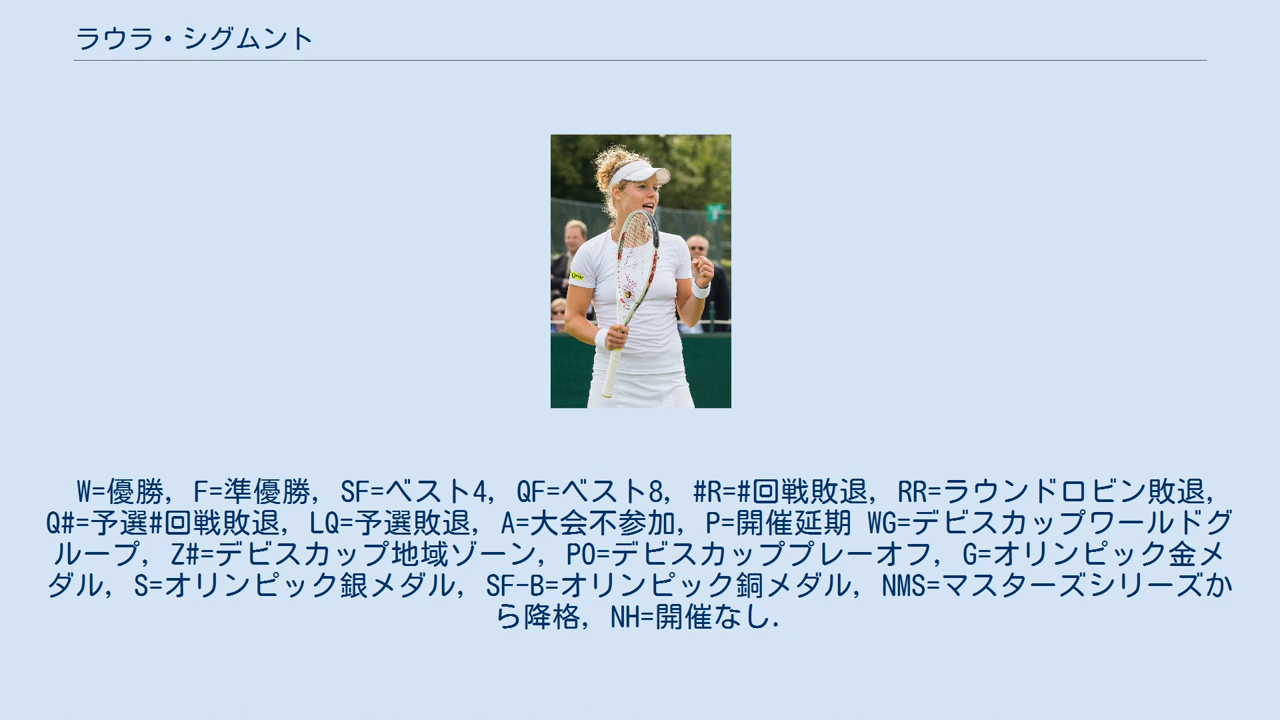 ラウラ・シグムント
W=優勝, F=準優勝, SF=ベスト4, QF=ベスト8, #R=#回戦敗退, RR=ラウンドロビン敗退,
Q#=予選#回戦敗退, LQ=予選敗退, A=大会不参加, P=開催延期 WG=デビスカップワールドグ
ループ, Z#=デビスカップ地域ゾーン, PO=デビスカッププレーオフ, G=オリンピック金メ
ダル, S=オリンピック銀メダル, SF-B=オリンピック銅メダル, NMS=マスターズシリーズか
ら降格, NH=開催なし.